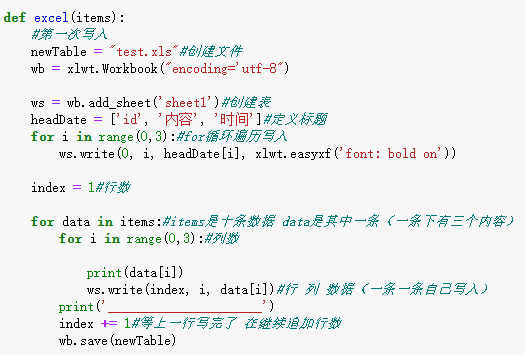 def excel(items):
    #第一次写入
    newTable = "test.xls"#创建文件
    wb = xlwt.Workbook("encoding='utf-8")
    ws = wb.add_sheet('sheet1')#创建表
    headDate = ['id', '内容', '时间']#定义标题
    for i in range(0,3):#for循环遍历写入
        ws.write(0, i, headDate[i], xlwt.easyxf('font: bold on'))
    index = 1#行数
    for data in items:#items是十条数据 data是其中一条（一条下有三个内容）
        for i in range(0,3):#列数
            print(data[i])
            ws.write(index, i, data[i])#行 列 数据（一条一条自己写入）
        print('______________________')
        index += 1#等上一行写完了 在继续追加行数
        wb.save(newTable)